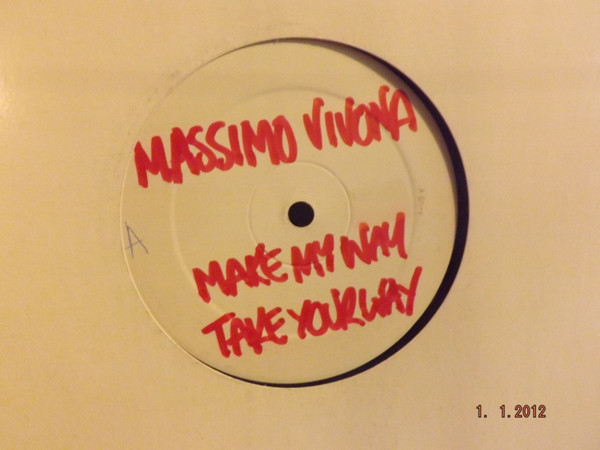 MASSIMO VIVONA
A
MAKE MY WAY
TAKE YOUR WAY
1. 1.2012